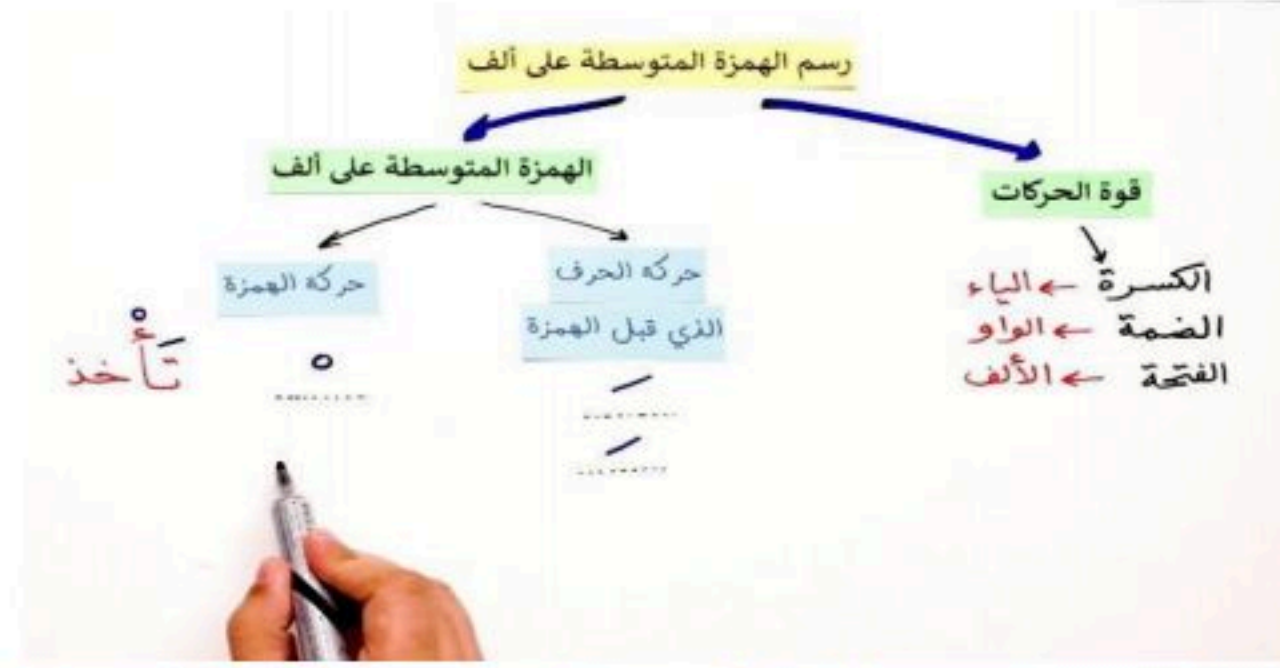 رسم الهمزة المتوسطة على ألف
قوة الحركات
الكسرة ← الياء
الضمة ← الواو
الفتحة ← الألف
الهمزة المتوسطة على ألف
حركة الحرف
الذي قبل الهمزة
حركة الهمزة
تَأْخذ